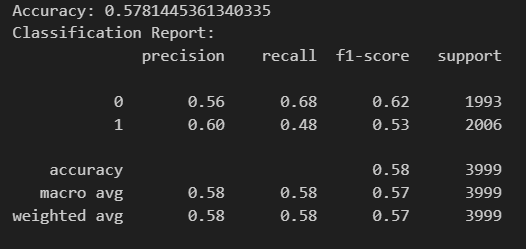 Accuracy: 0.5781445361340335
Classification Report:
precision recall f1-score support
0 0.56 0.68 0.62 1993
1 0.60 0.48 0.53 2006
accuracy 0.58 3999
macro avg 0.58 0.58 0.57 3999
weighted avg 0.58 0.58 0.57 3999